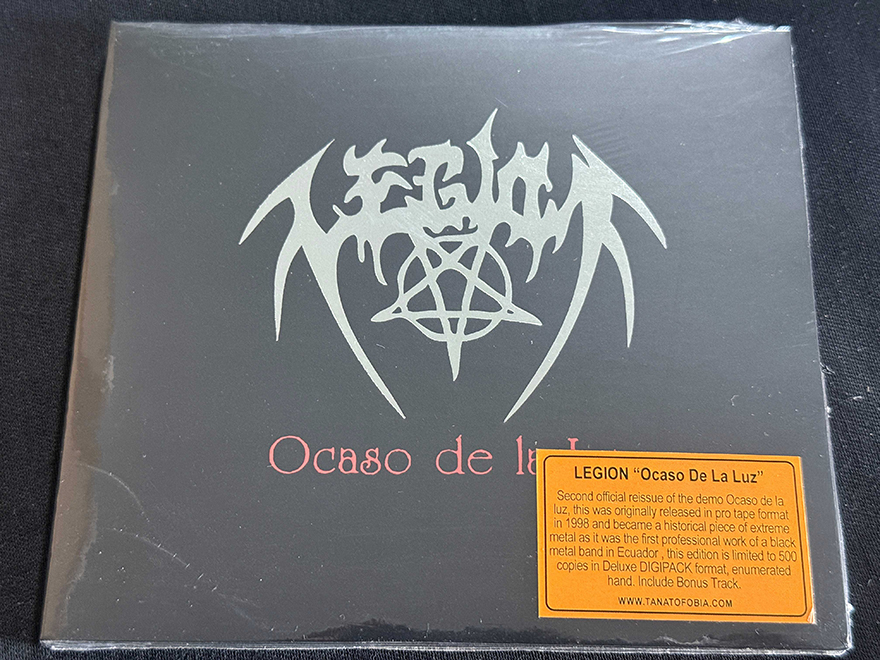 LEGION
Ocaso de la
LEGION "Ocaso De La Luz"
Second official reissue of the demo Ocaso de la
luz, this was originally released in pro tape format
in 1998 and became a historical piece of extreme
metal as it was the first professional work of a black
metal band in Ecuador , this edition is limited to 500
copies in Deluxe DIGIPACK format, enumerated
hand. Include Bonus Track.
WWW.TANATOFOBIA.COM